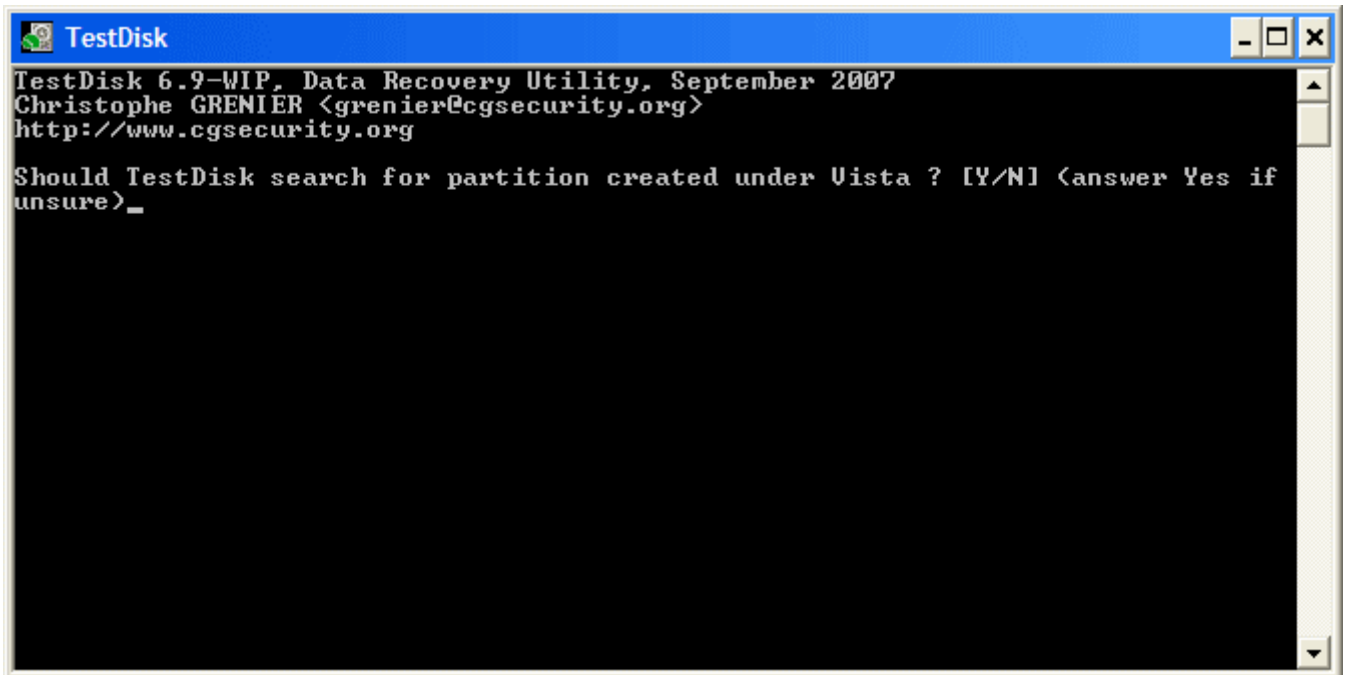 TestDisk
TestDisk 6.9-WIP, Data Recovery Utility, September 2007
Christophe GRENIER <grenier@cgsecurity.org>
http://www.cgsecurity.org
Should TestDisk search for partition created under Vista ? [Y/N] (answer Yes if
unsure)_